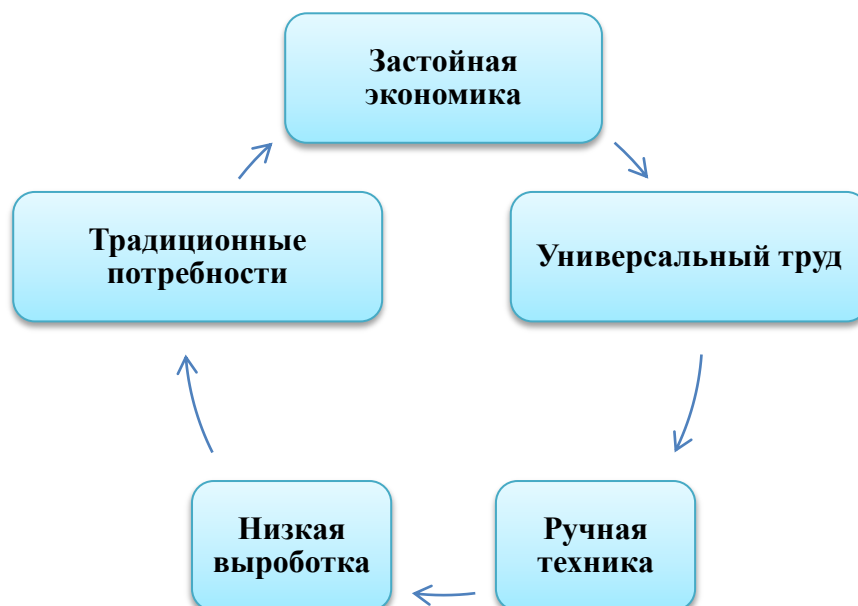 Застойная
экономика
Традиционные
потребности
Универсальный труд
Низкая
выроботка
Ручная
техника